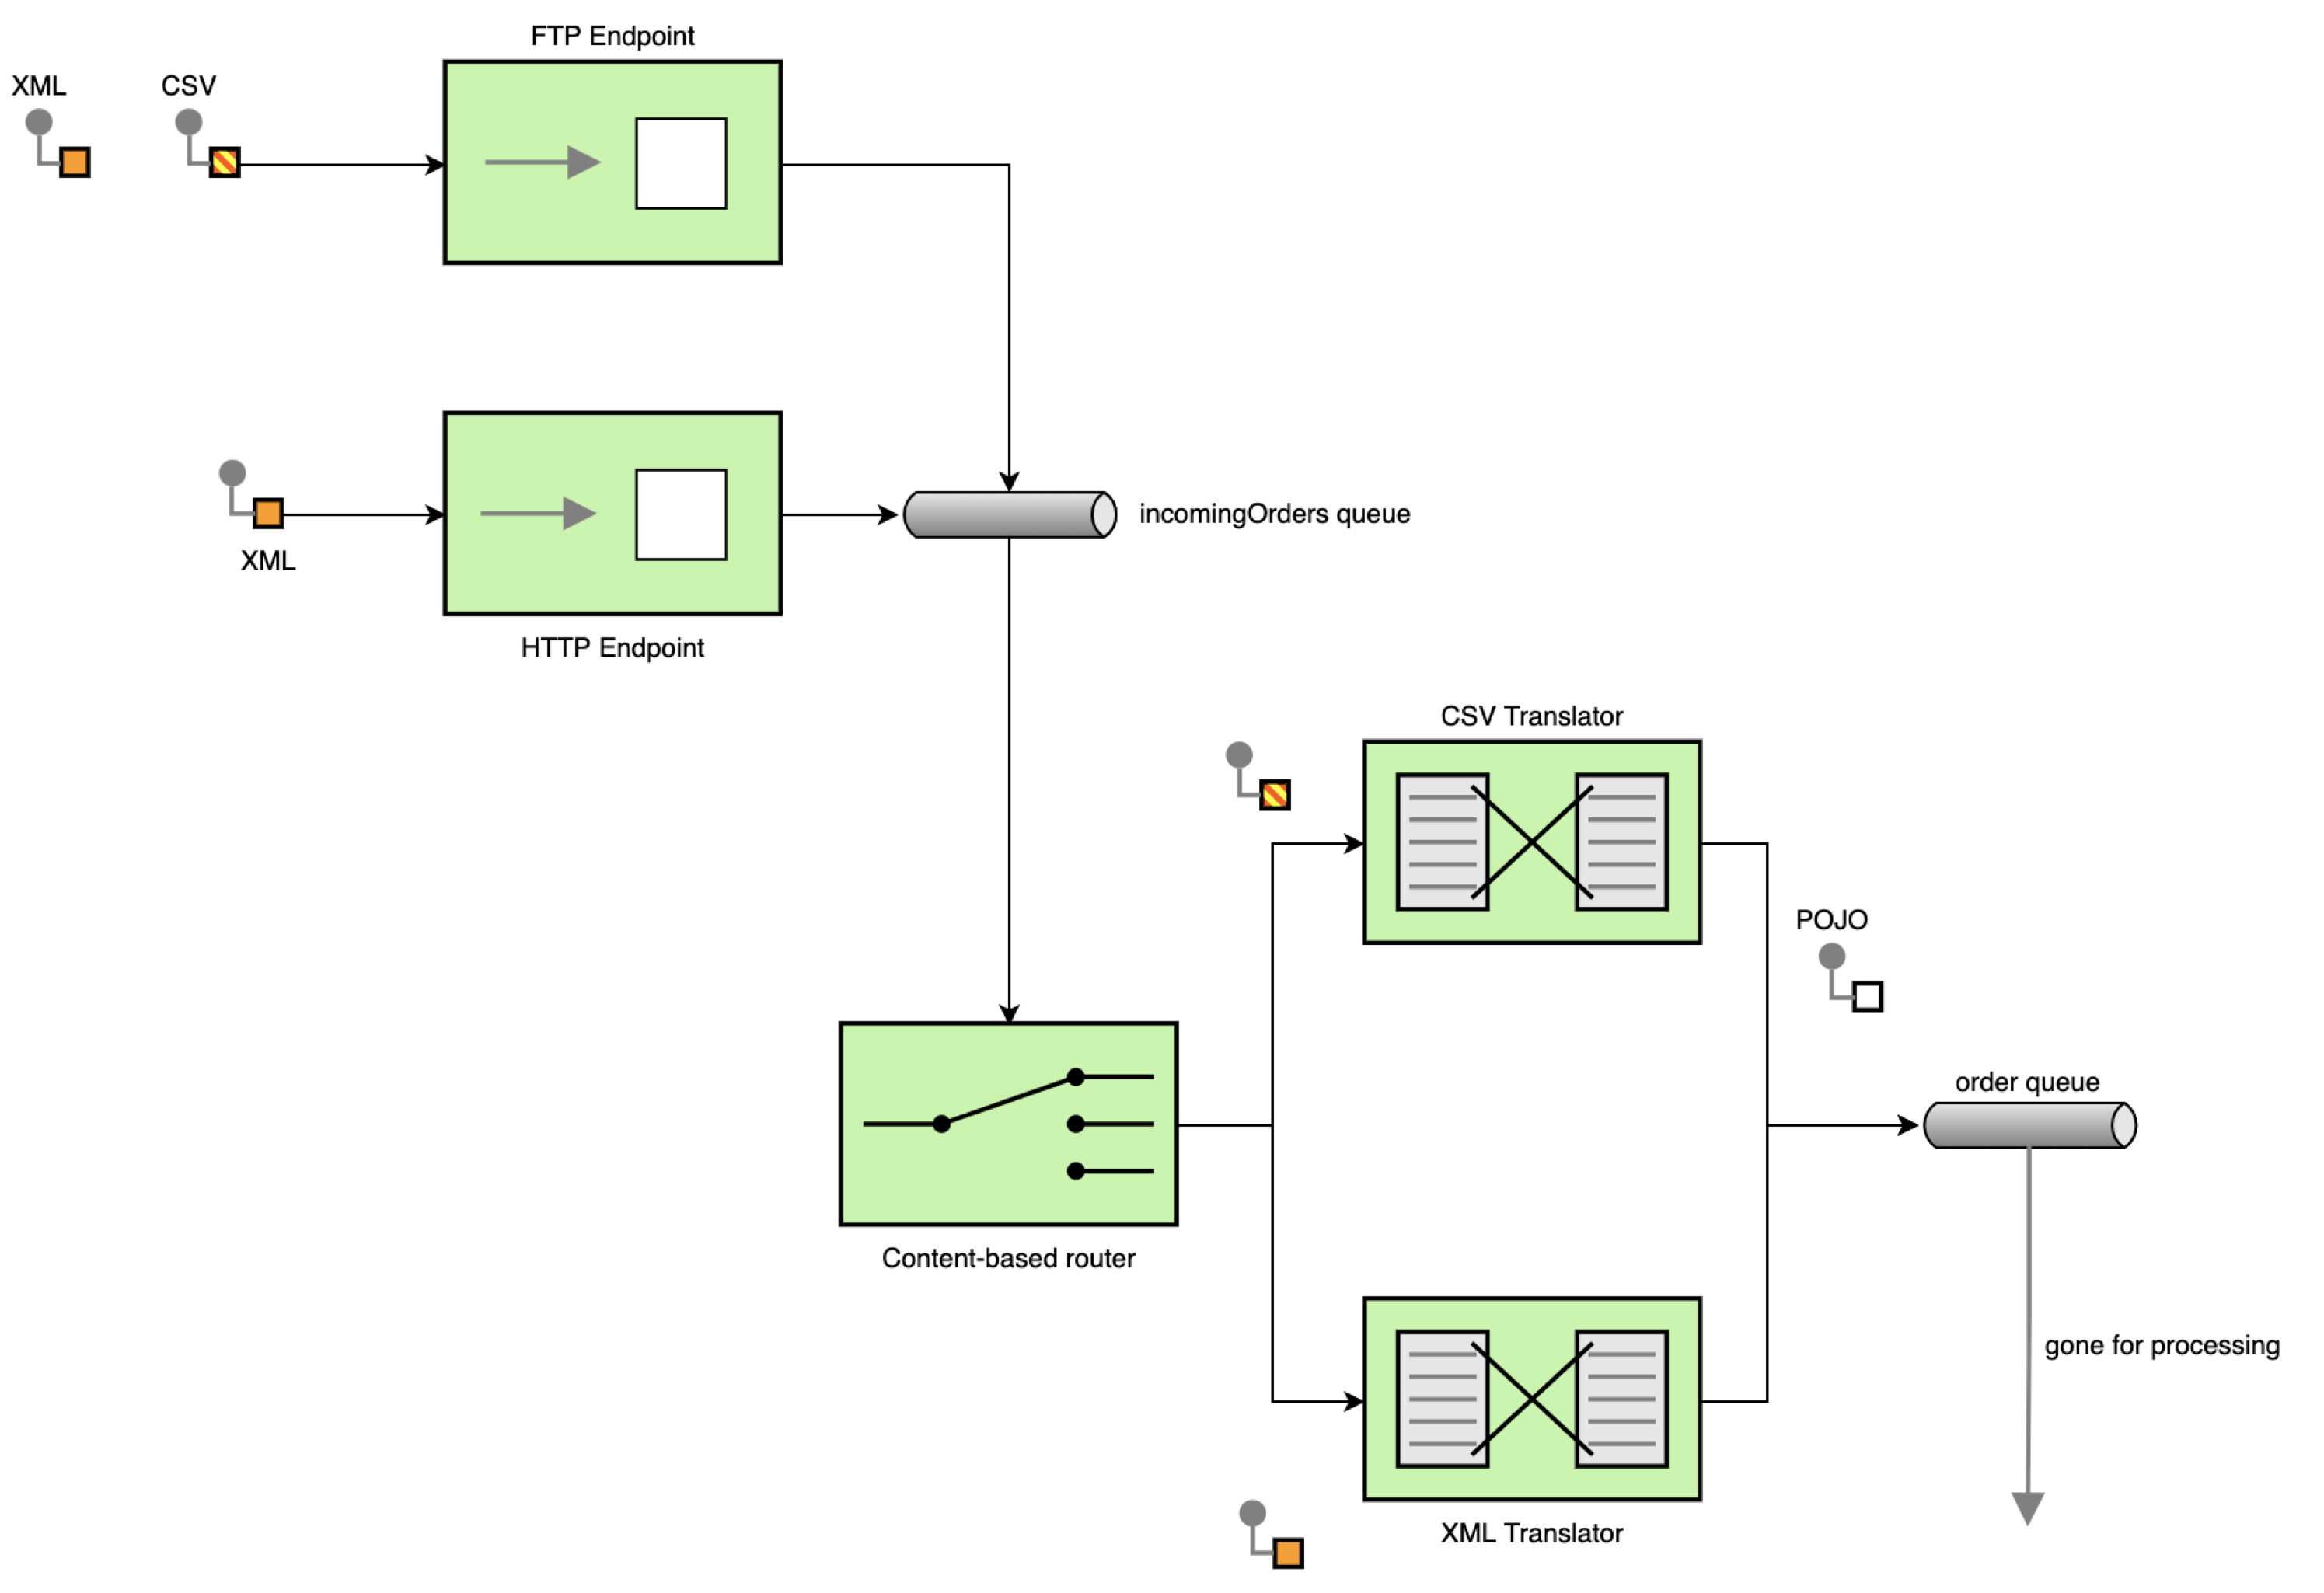 FTP Endpoint
XML
CSV
incomingOrders queue
XML
HTTP Endpoint
CSV Translator
POJO
order queue
Content-based router
gone for processing
XML Translator